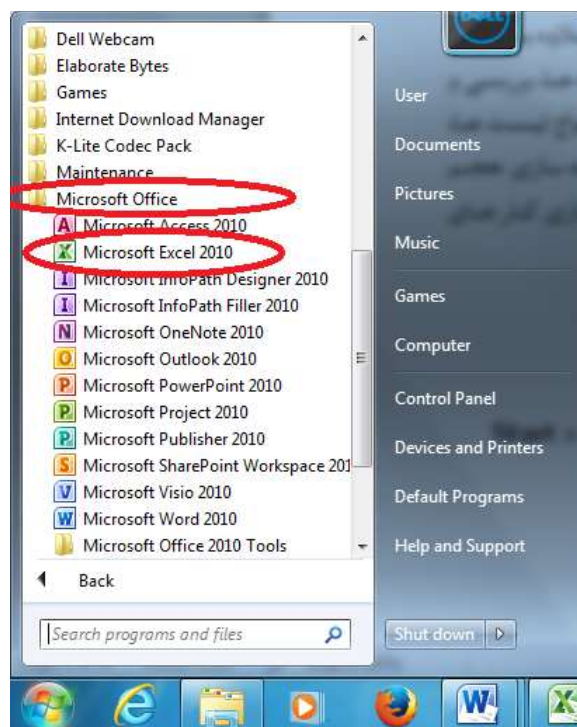 Dell Webcam
Elaborate Bytes
Games
Internet Download Manager
K-Lite Codec Pack
Maintenance
Microsoft Office
Microsoft Access 2010
Microsoft Excel 2010
Microsoft InfoPath Designer 2010
Microsoft InfoPath Filler 2010
Microsoft OneNote 2010
Microsoft Outlook 2010
Microsoft PowerPoint 2010
Microsoft Project 2010
Microsoft Publisher 2010
Microsoft SharePoint Workspace 201
Microsoft Visio 2010
Microsoft Word 2010
Microsoft Office 2010 Tools
Back
Search programs and files
DELL
User
Documents
Pictures
Music
Games
Computer
Control Panel
Devices and Printers
Default Programs
Help and Support
Shut down